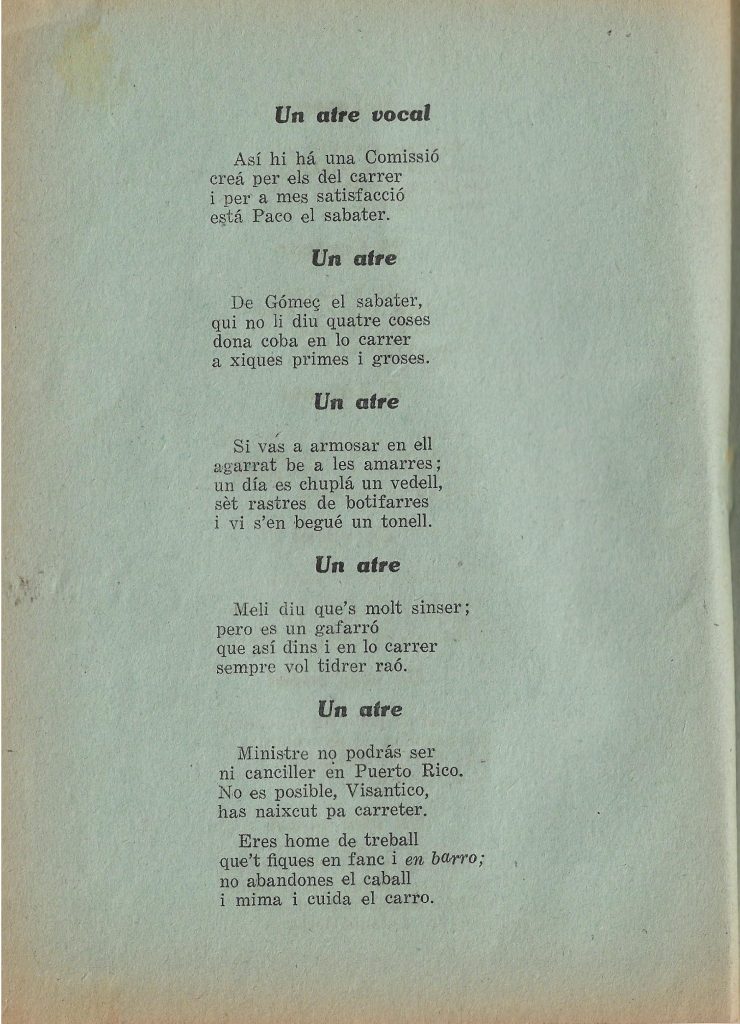 Un atre vocal
Así hi há una Comissió
creá per els del carrer
i per a mes satisfacció
está Paco el sabater.
Un atre
De Gómeç el sabater,
qui no li diu quatre coses
dona coba en lo carrer
a xiques primes i groses.
Un atre
Si vas a armosar en ell
agarrat be a les amarres;
un día es chuplá un vedell,
sèt rastres de botifarres
i vi s'en begué un tonell.
Un atre
Meli diu que's molt sinser;
pero es un gafarró
que así dins i en lo carrer
sempre vol tidrer raó.
Un atre
Ministre no podrás ser
ni canciller en Puerto Rico.
No es posible, Visantico,
has naixcut pa carreter.
Eres home de treball
que't fiques en fanc i en barro;
no abandones el caball
i mima i cuida el carro.